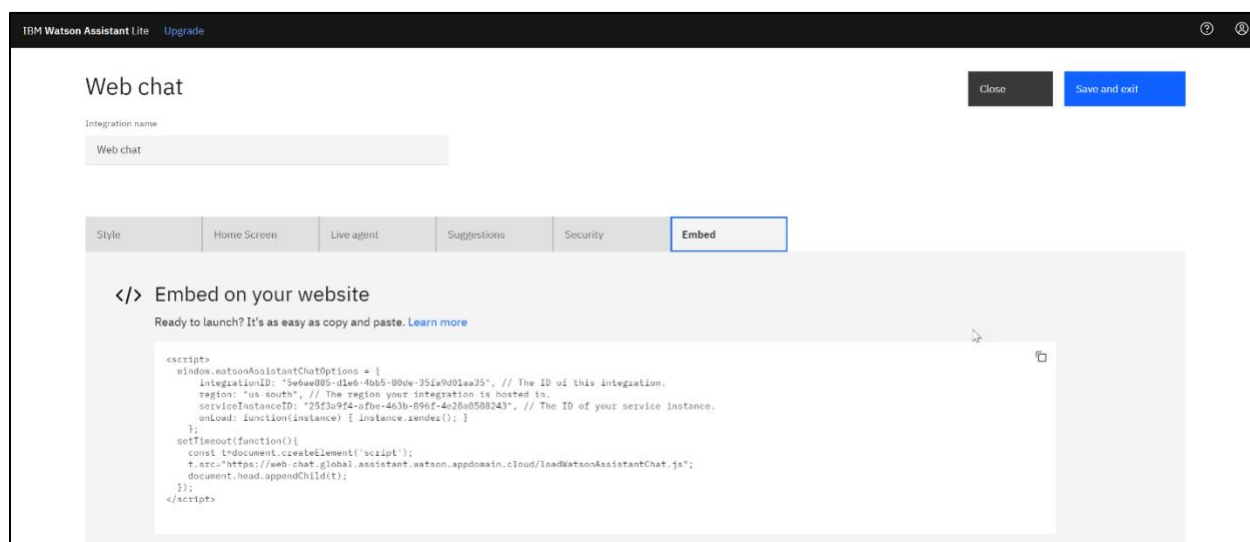 IBM Watson Assistant Lite Upgrade
Web chat
Close
Save and exit
Integration name
Web chat
Style
Home Screen
Live agent
Suggestions
Security
Embed
</> Embed on your website
Ready to launch? It's as easy as copy and paste. Learn more
<script>
window.watsonAssistantChatOptions = {
integrationID: "5e6ae885-d1e6-4bb5-80de-35fa9d01aa35", // The ID of this integration.
region: "us-south", // The region your integration is hosted in.
serviceInstanceID: "25f3a9f4-afbe-463b-896f-4e28a0588243", // The ID of your service instance.
onLoad: function(instance) { instance.render(); }
};
setTimeout(function(){
const t=document.createElement('script');
t.src="https://web-chat.global.assistant.watson.appdomain.cloud/loadWatsonAssistantChat.js";
document.head.appendChild(t);
});
</script>